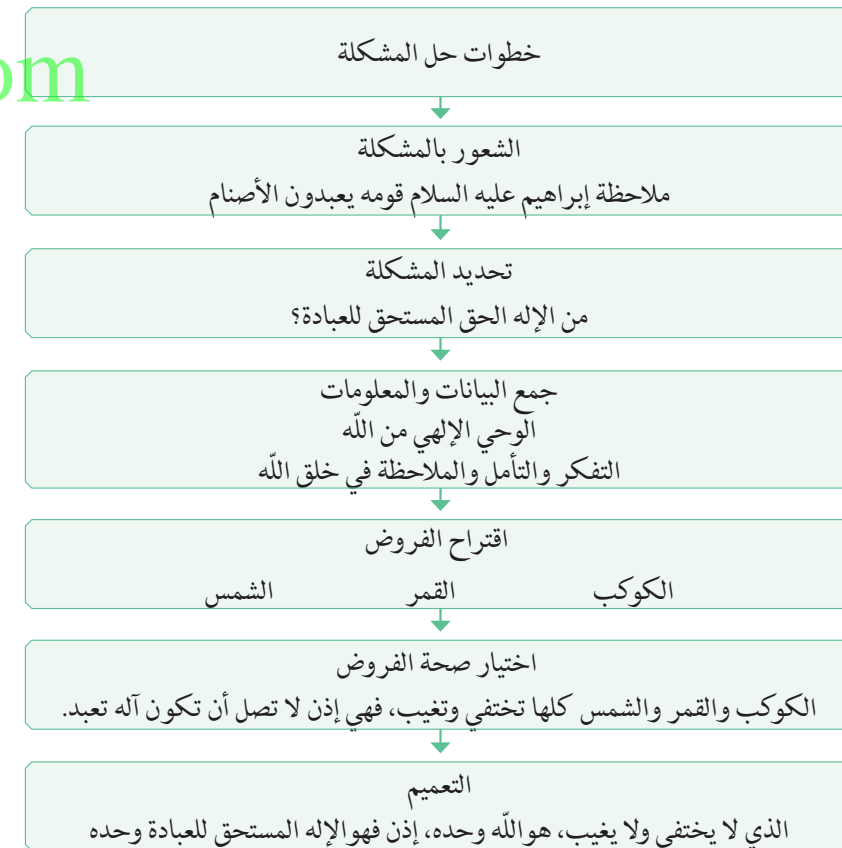 خطوات حل المشكلة
om
الشعور بالمشكلة
ملاحظة إبراهيم عليه السلام قومه يعبدون الأصنام
تحديد المشكلة
من الإله الحق المستحق للعبادة؟
جمع البيانات والمعلومات
الوحي الإلهي من اللّه
التفكر والتأمل والملاحظة في خلق اللّه
اقتراح الفروض
الكوكب القمر الشمس
اختيار صحة الفروض
الكوكب والقمر والشمس كلها تختفي وتغيب، فهي إذن لا تصل أن تكون آله تعبد.
التعميم
الذي لا يختفي ولا يغيب، هواللّه وحده، إذن فهوالإله المستحق للعبادة وحده